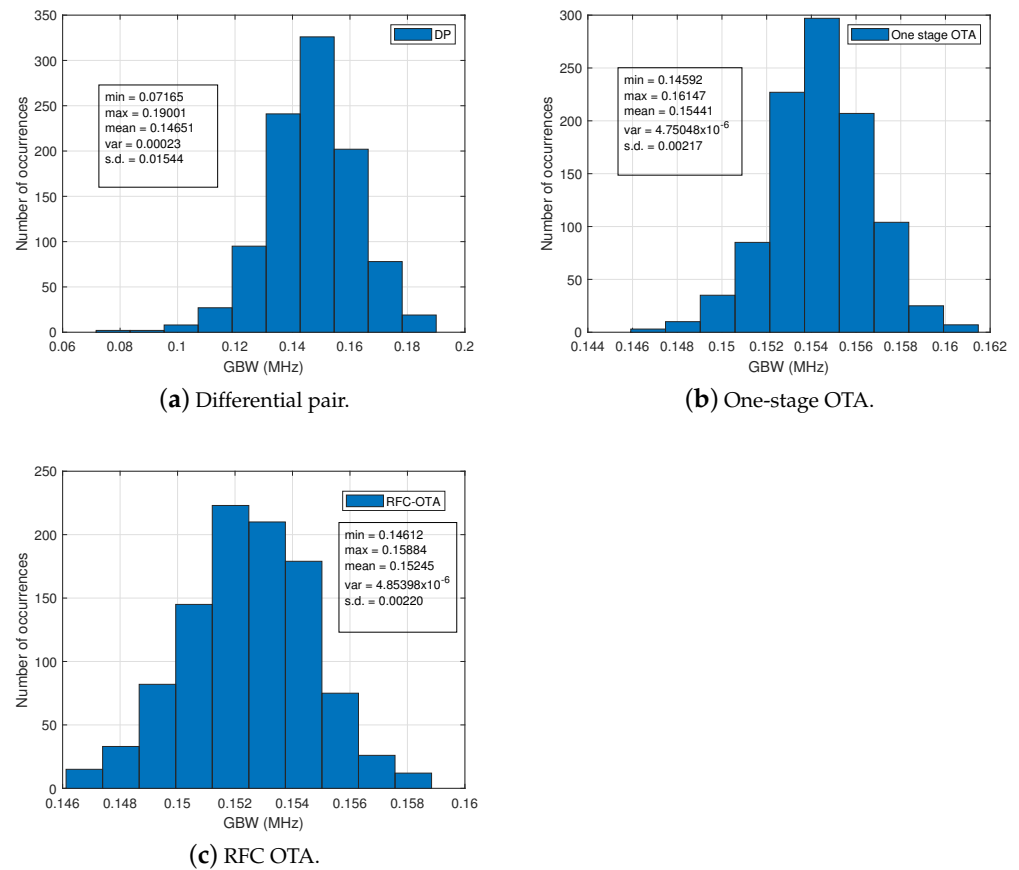 350
300
250
200
150
100
50
0
Number of occurrences
DP
min = 0.07165
max = 0.19001
mean = 0.14651
var = 0.00023
s.d. = 0.01544
0.06 0.08 0.1 0.12 0.14 0.16 0.18 0.2
GBW (MHz)
(a) Differential pair.
300
250
200
150
100
50
0
Number of occurrences
One stage OTA
min = 0.14592
max = 0.16147
mean = 0.15441
var = 4.75048x10-6
s.d. = 0.00217
0.144 0.146 0.148 0.15 0.152 0.154 0.156 0.158 0.16 0.162
GBW (MHz)
(b) One-stage OTA.
250
200
150
100
50
0
Number of occurrences
RFC-OTA
min = 0.14612
max = 0.15884
mean = 0.15245
var = 4.85398x10-6
s.d. = 0.00220
0.146 0.148 0.15 0.152 0.154 0.156 0.158 0.16
GBW (MHz)
(c) RFC OTA.